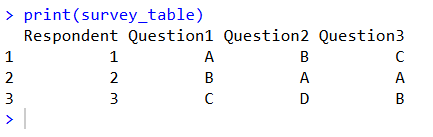 > print(survey_table)
  Respondent Question1 Question2 Question3
1          1         A         B         C
2          2         B         A         A
3          3         C         D         B
>